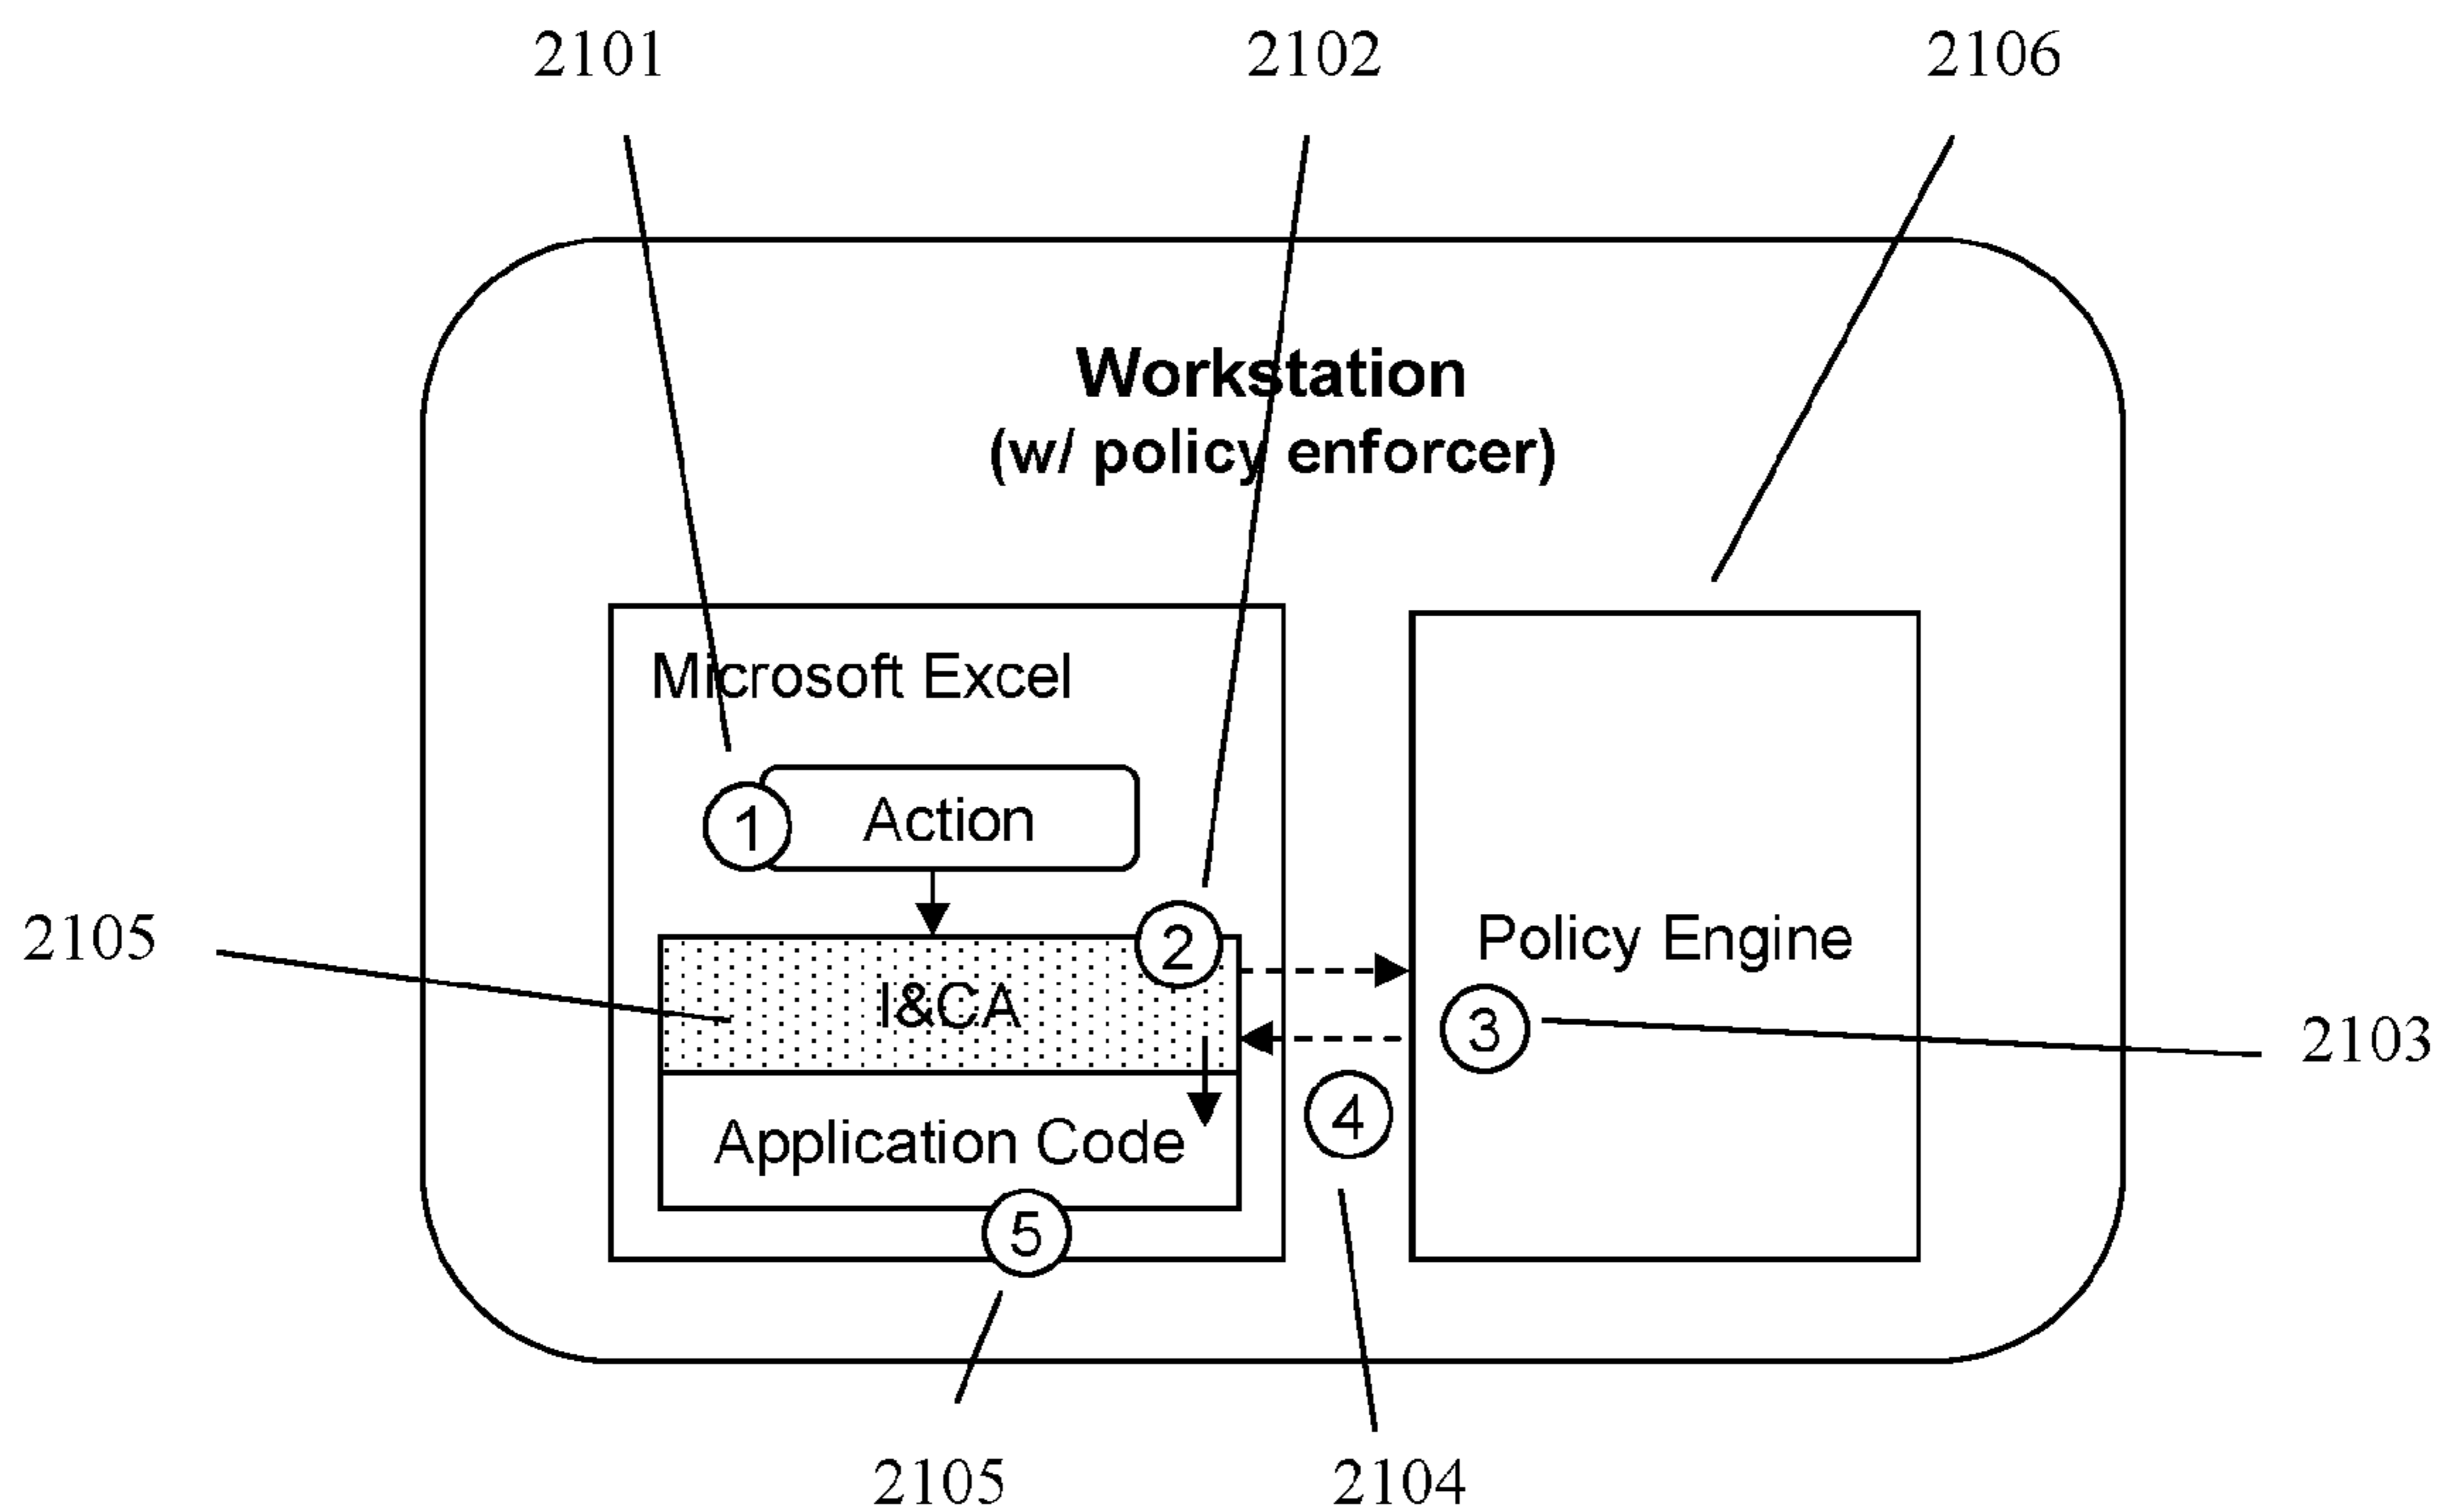 2101
2102
2106
Workstation
(w/ policy enforcer)
Microsoft Excel
1
Action
2105
2
I&CA
Policy Engine
3
2103
4
Application Code
5
2105
2104